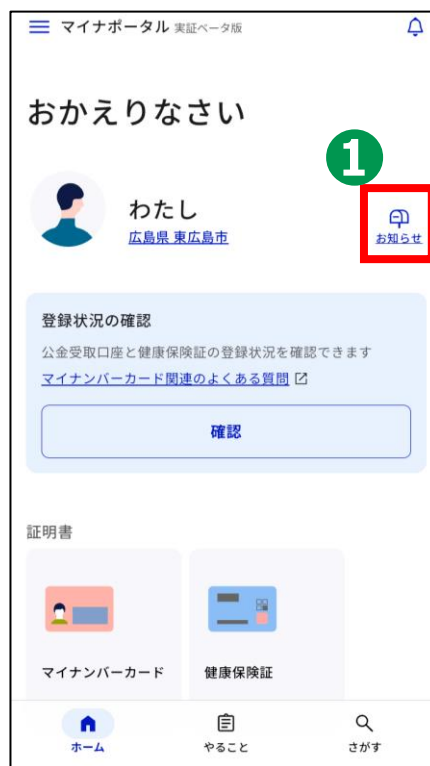 マイナポータル 実証ベータ版
おかえりなさい
1
わたし
広島県 東広島市
お知らせ
登録状況の確認
公金受取口座と健康保険証の登録状況を確認できます
マイナンバーカード関連のよくある質問
確認
証明書
マイナンバーカード
健康保険証
ホーム
やること
さがす